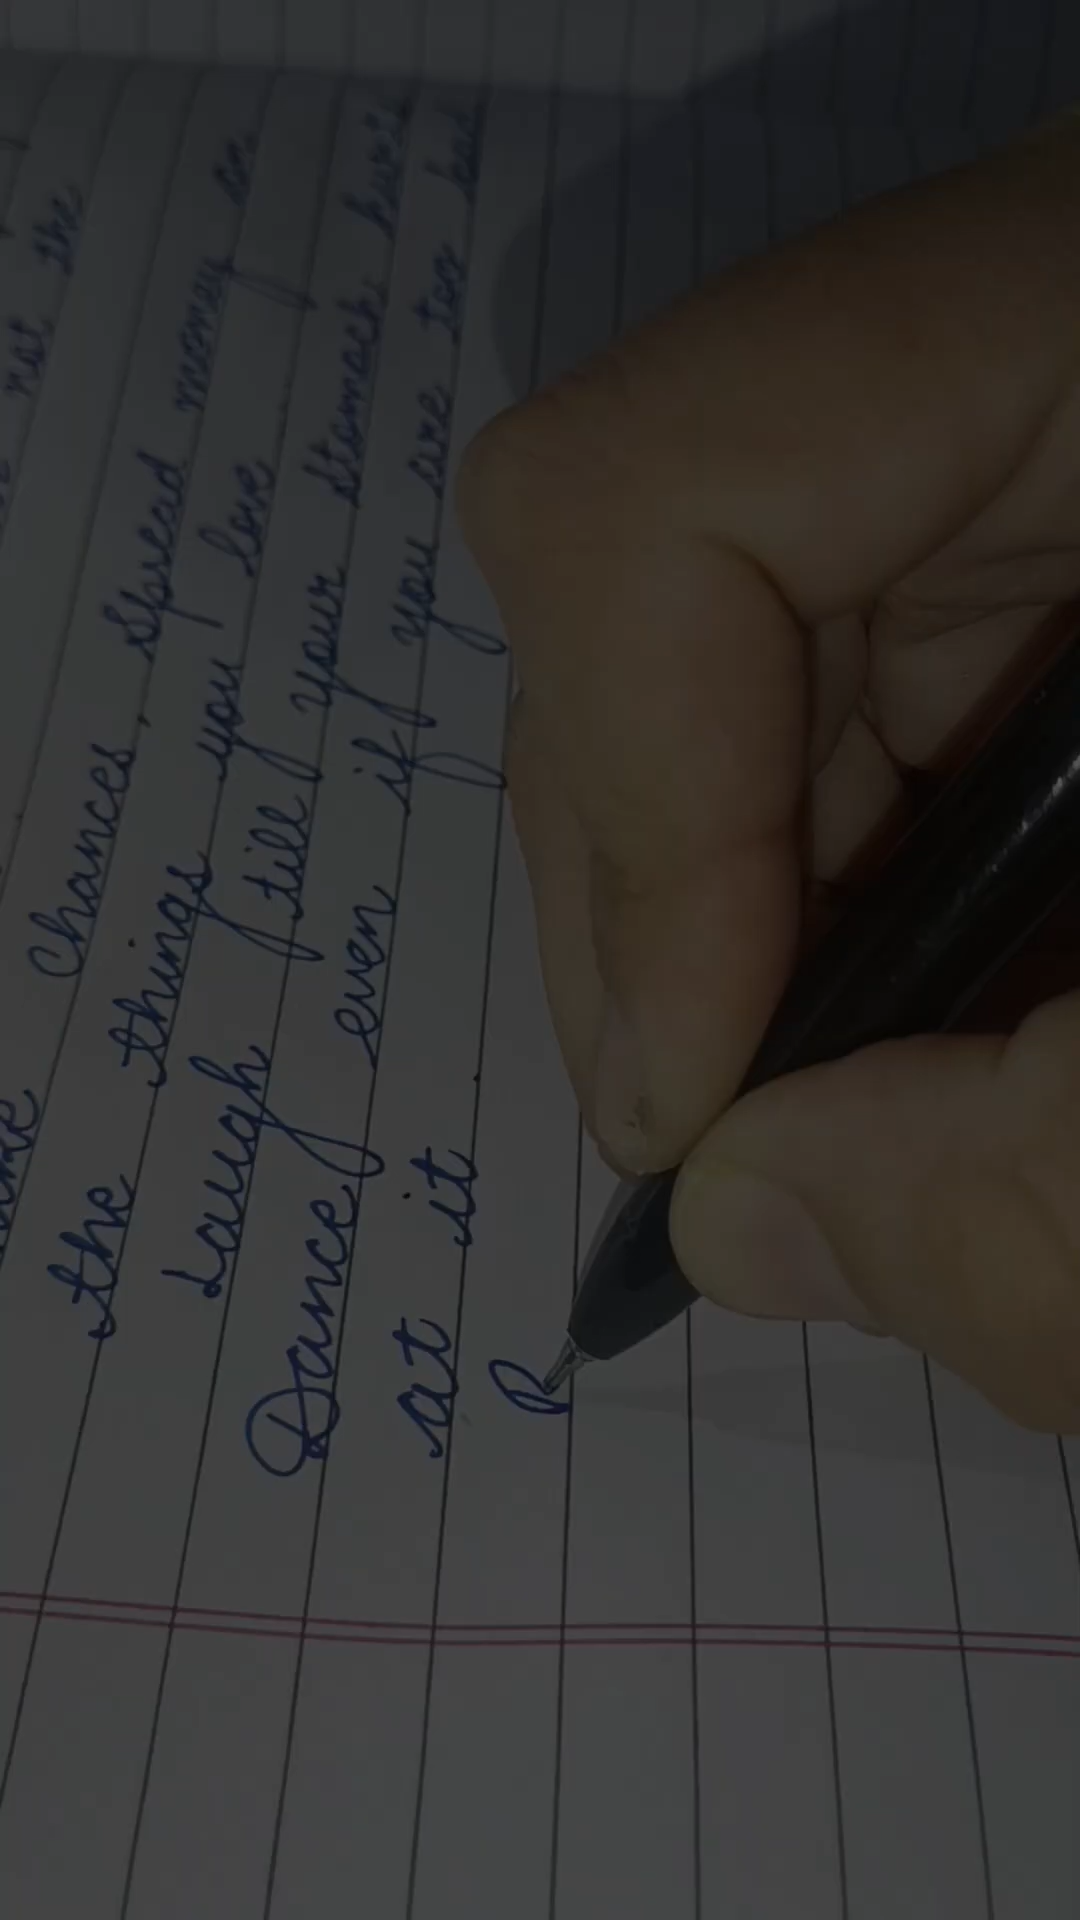 not the
Chances, Spread money on
the things you love
Laugh till your stomach hurts
Dance even if you are too bad
at it
P